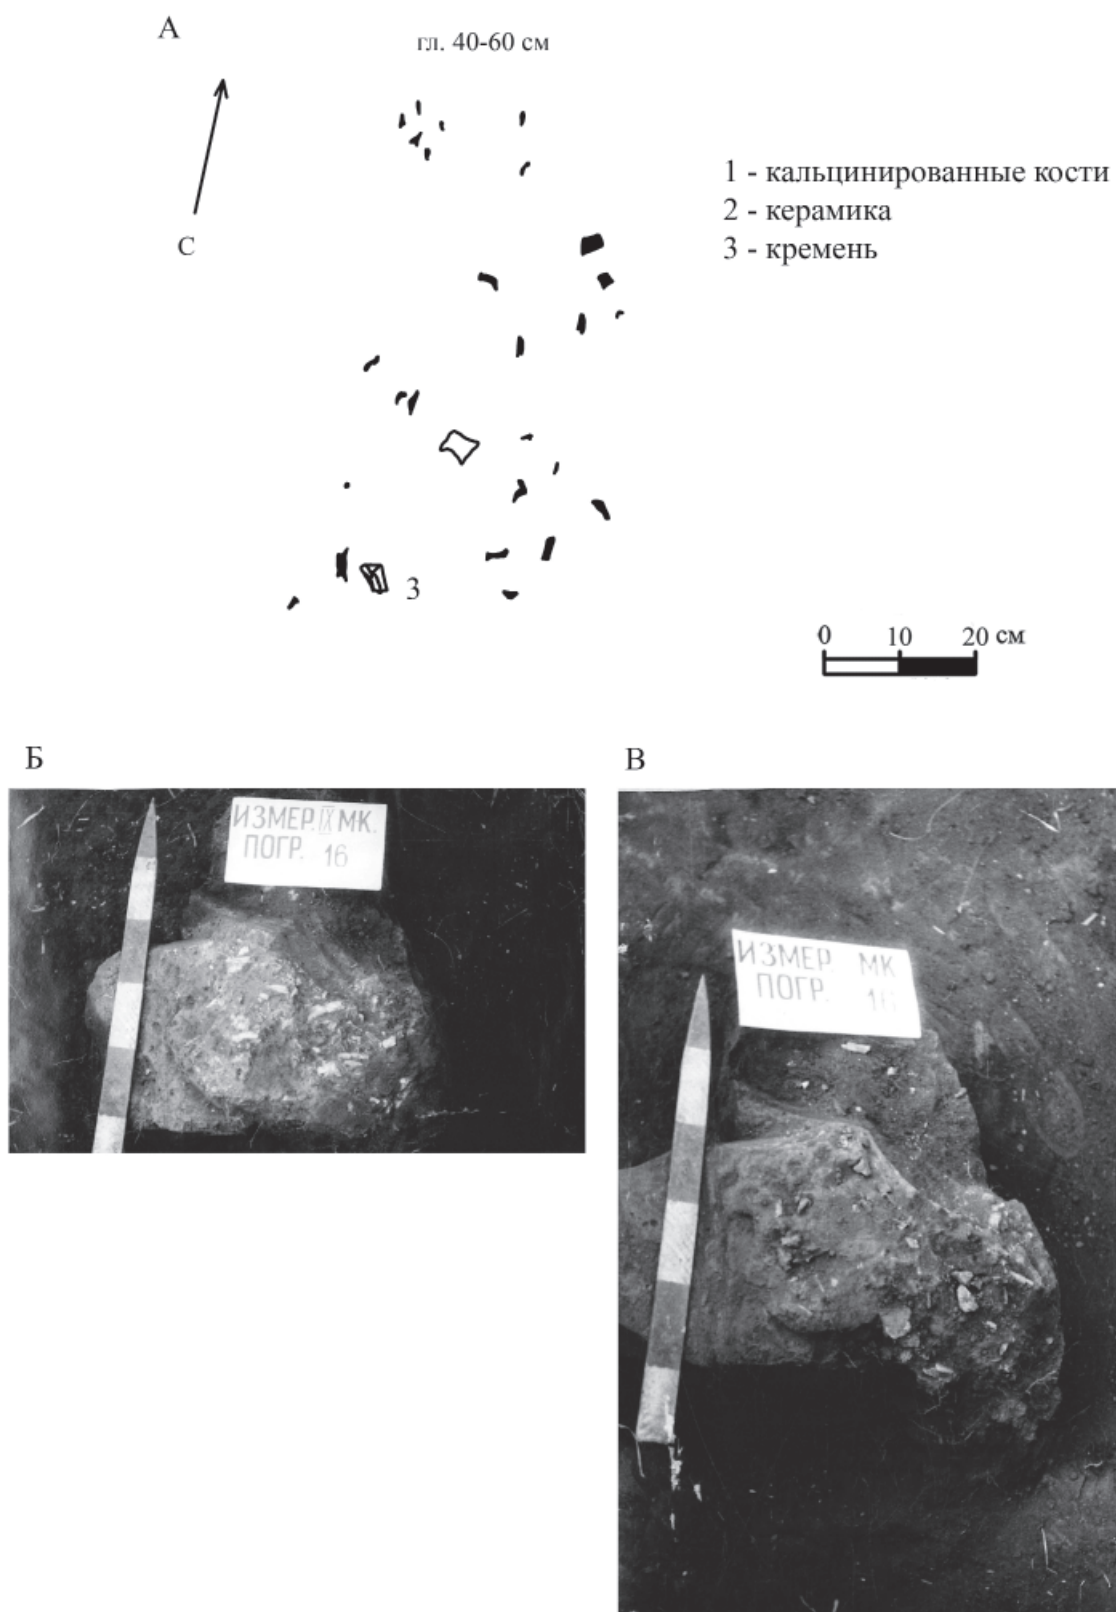 А
гл. 40-60 см
С
1 - кальцинированные кости
2 - керамика
3 - кремень
3
0 10 20 см
Б
ИЗМЕР. IX МК.
ПОГР. 16
В
ИЗМЕР. МК
ПОГР. 16